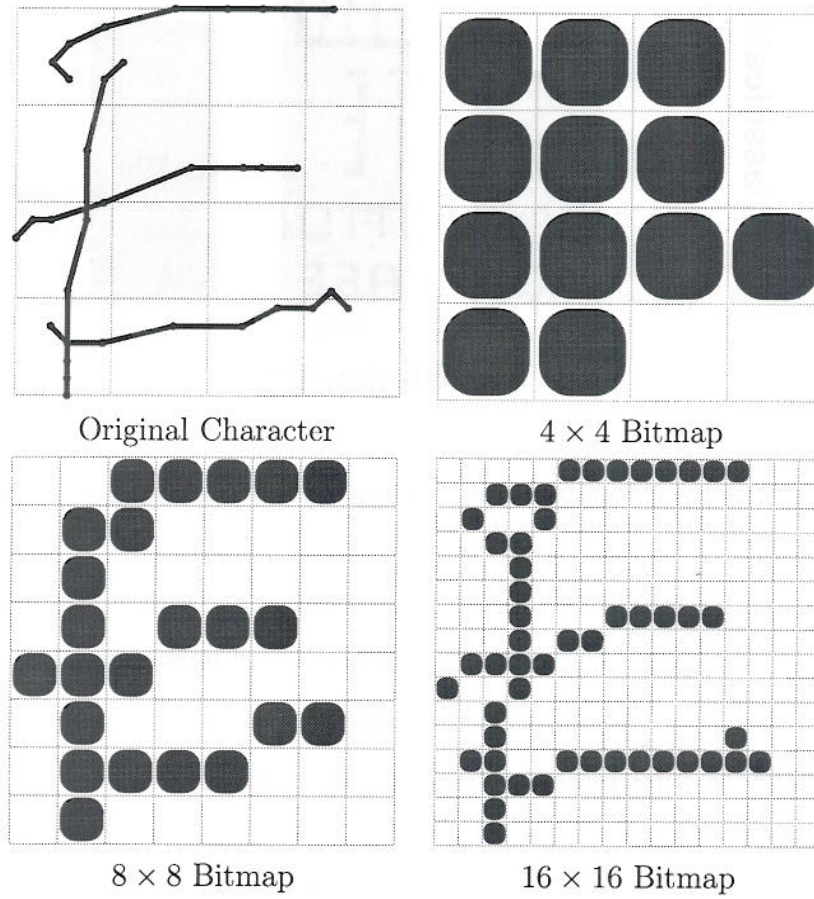 Original Character
4 × 4 Bitmap
8 × 8 Bitmap
16 × 16 Bitmap